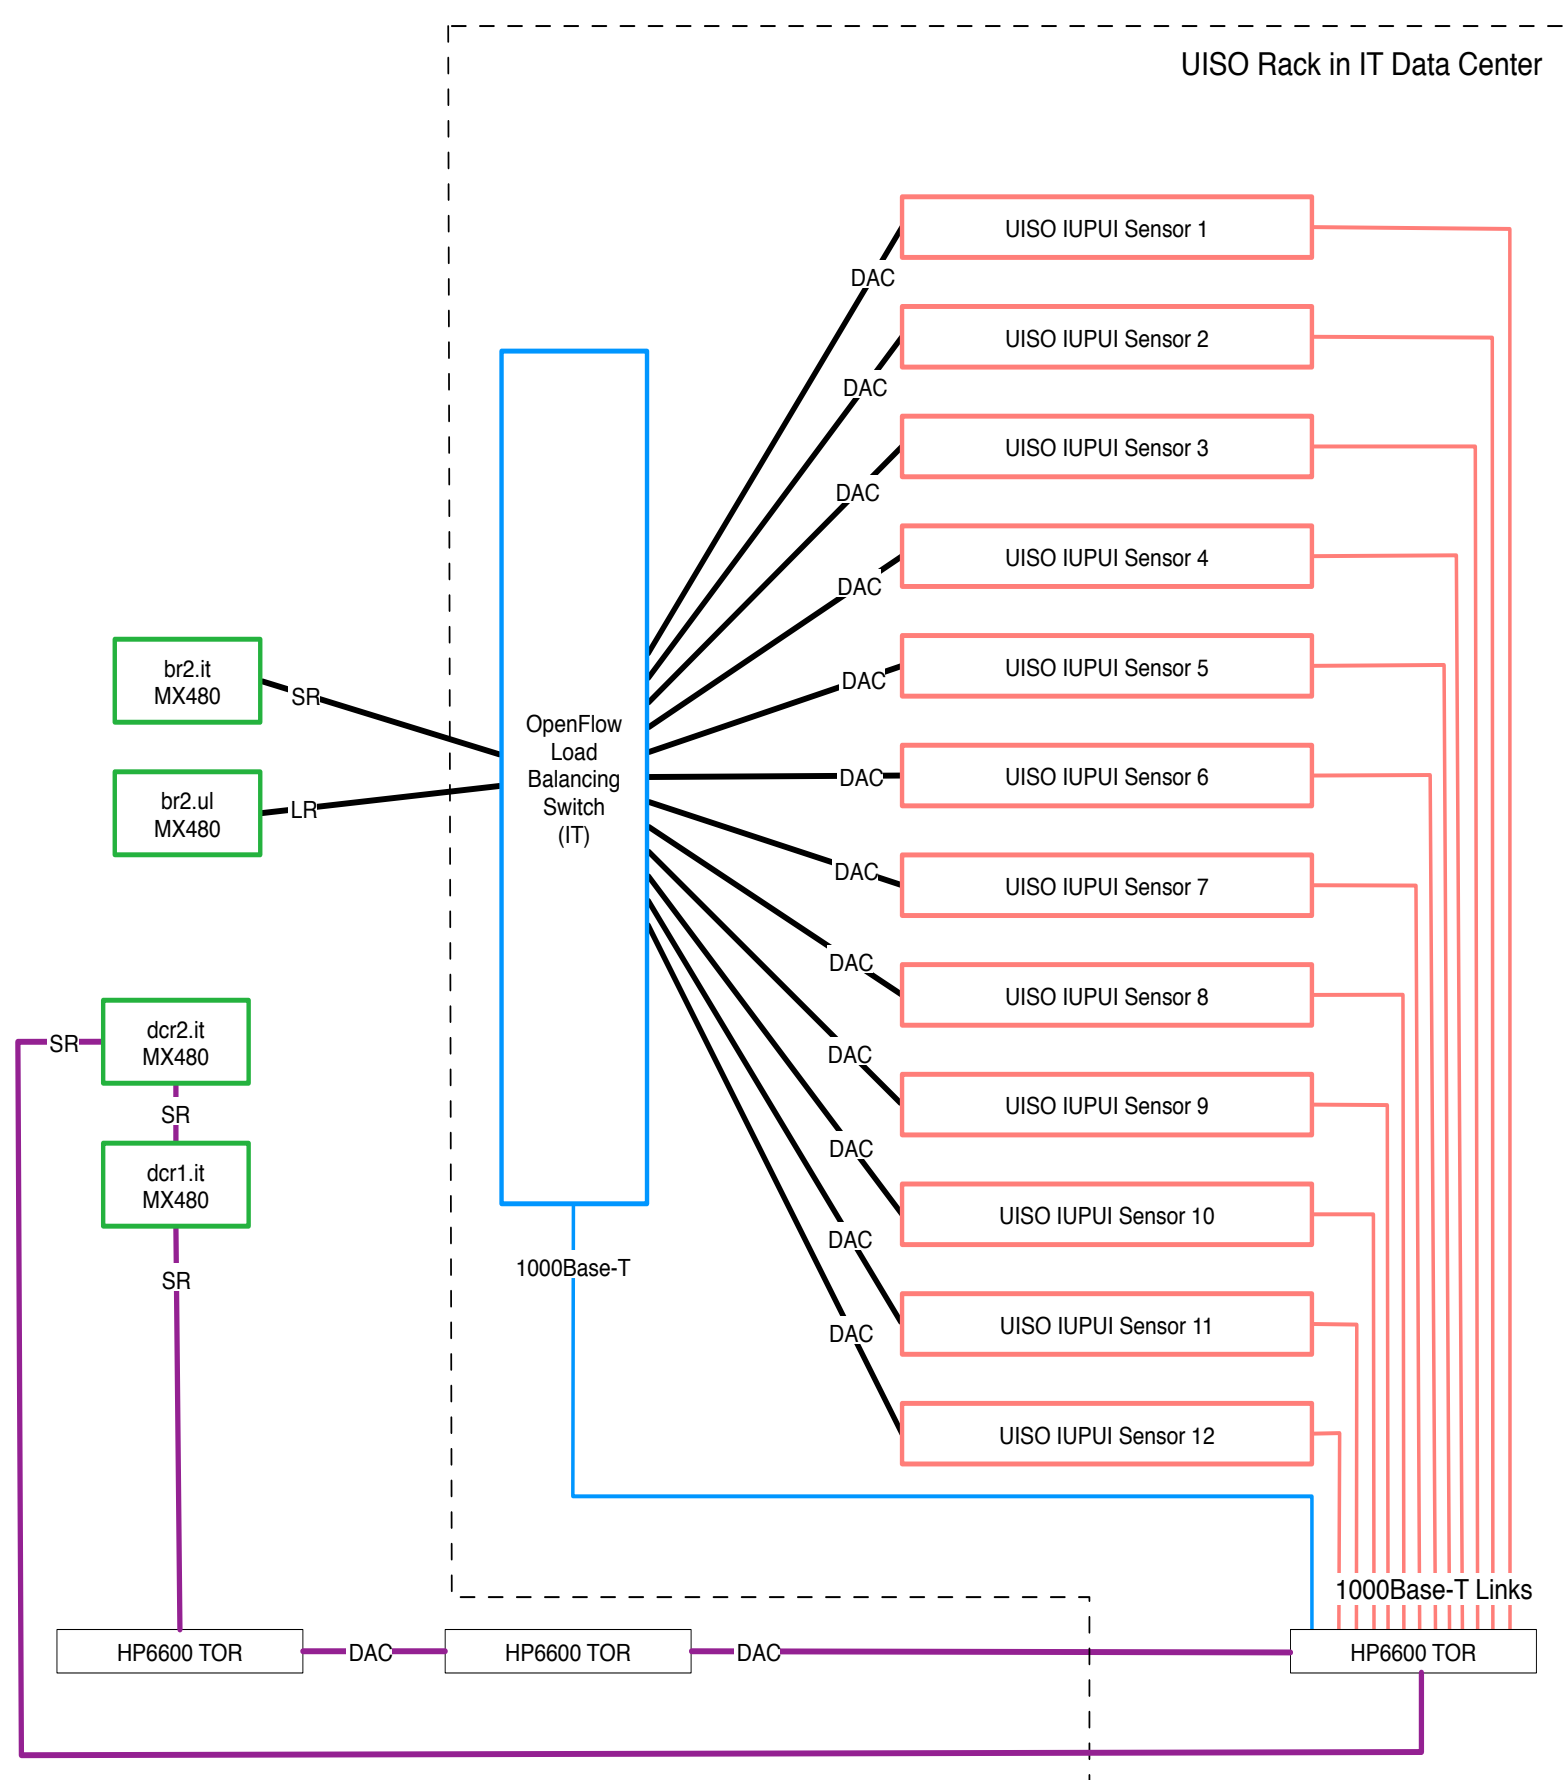 UISO Rack in IT Data Center
UISO IUPUI Sensor 1
DAC
UISO IUPUI Sensor 2
DAC
UISO IUPUI Sensor 3
DAC
UISO IUPUI Sensor 4
DAC
UISO IUPUI Sensor 5
DAC
UISO IUPUI Sensor 6
DAC
UISO IUPUI Sensor 7
DAC
UISO IUPUI Sensor 8
DAC
UISO IUPUI Sensor 9
DAC
UISO IUPUI Sensor 10
DAC
UISO IUPUI Sensor 11
DAC
UISO IUPUI Sensor 12
DAC
br2.it
MX480
SR
br2.ul
MX480
LR
OpenFlow
Load
Balancing
Switch
(IT)
dcr2.it
MX480
SR
SR
dcr1.it
MX480
SR
1000Base-T
1000Base-T Links
HP6600 TOR
DAC
HP6600 TOR
DAC
HP6600 TOR